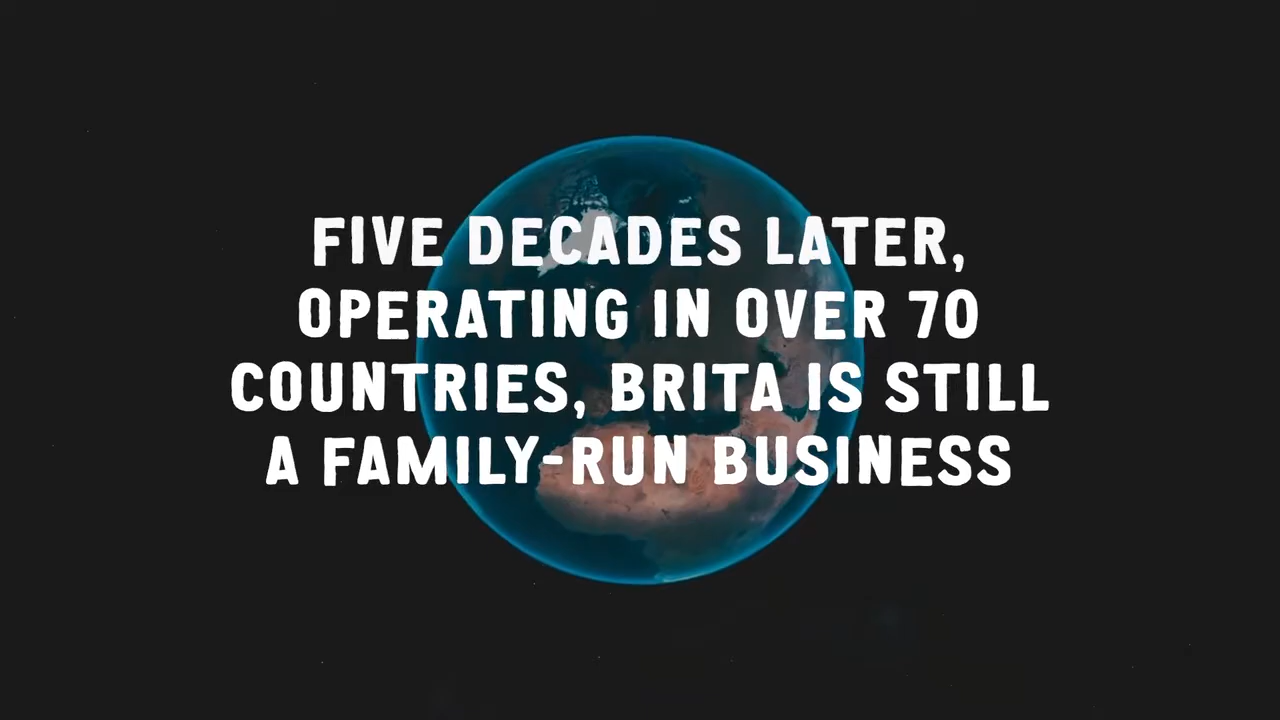 FIVE DECADES LATER,
OPERATING IN OVER 70
COUNTRIES, BRITA IS STILL
A FAMILY-RUN BUSINESS